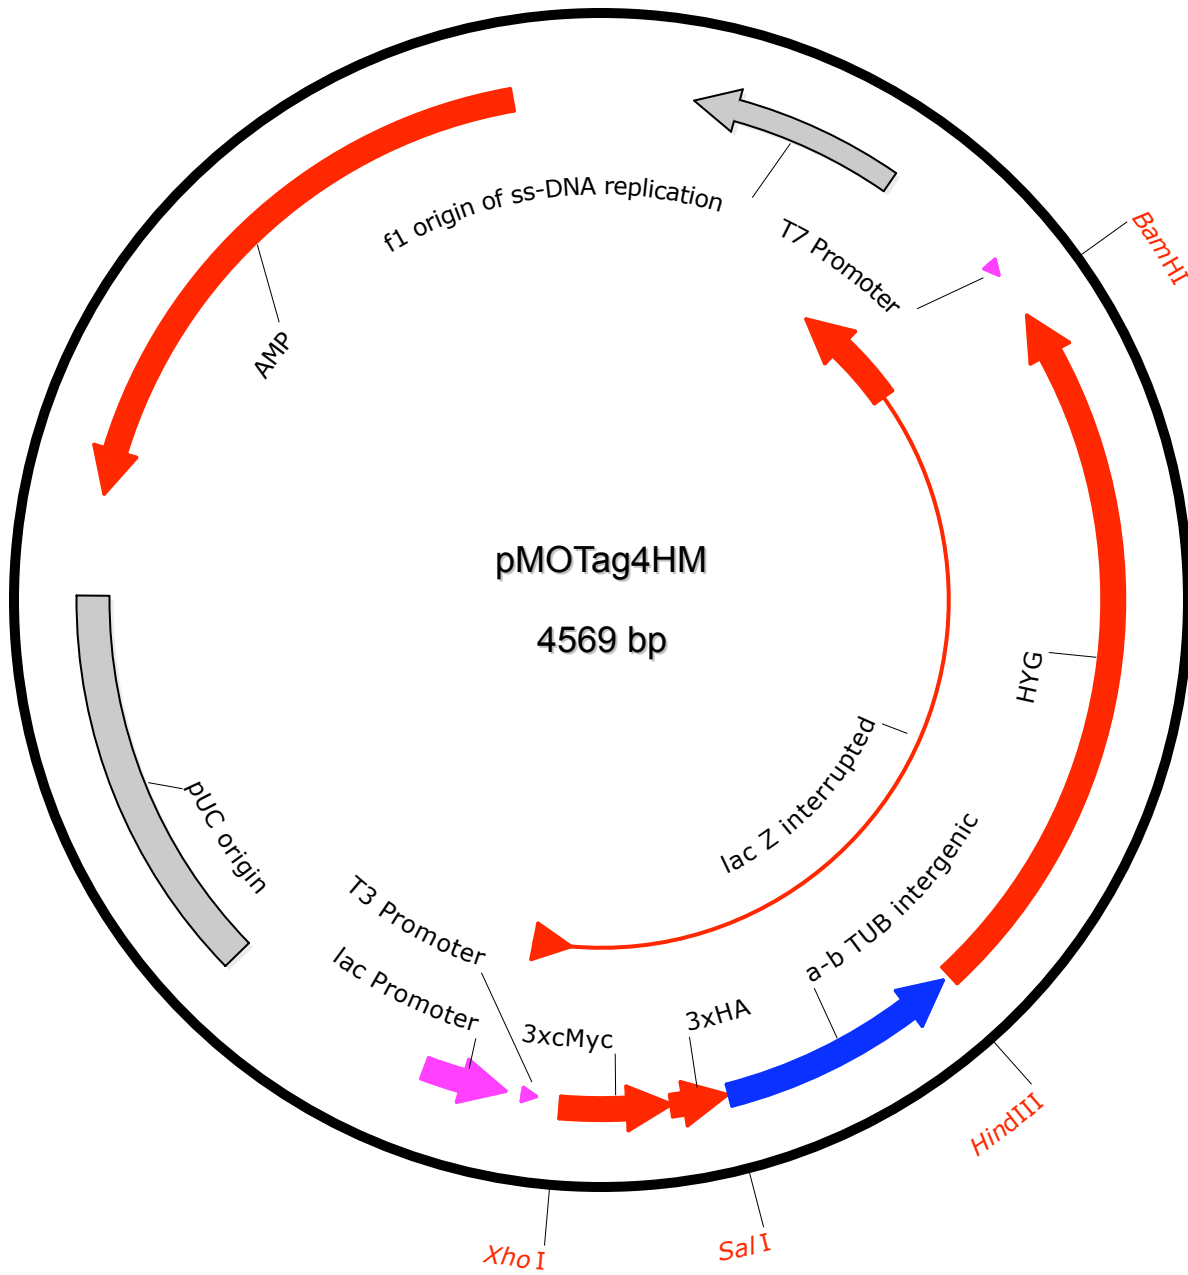 f1 origin of ss-DNA replication
T7 Promoter
BamHI
AMP
pMOTag4HM
4569 bp
HYG
lac Z interrupted
pUC origin
a-b TUB intergenic
T3 Promoter
lac Promoter
3xcMyc
3xHA
HindIII
XhoI
SalI